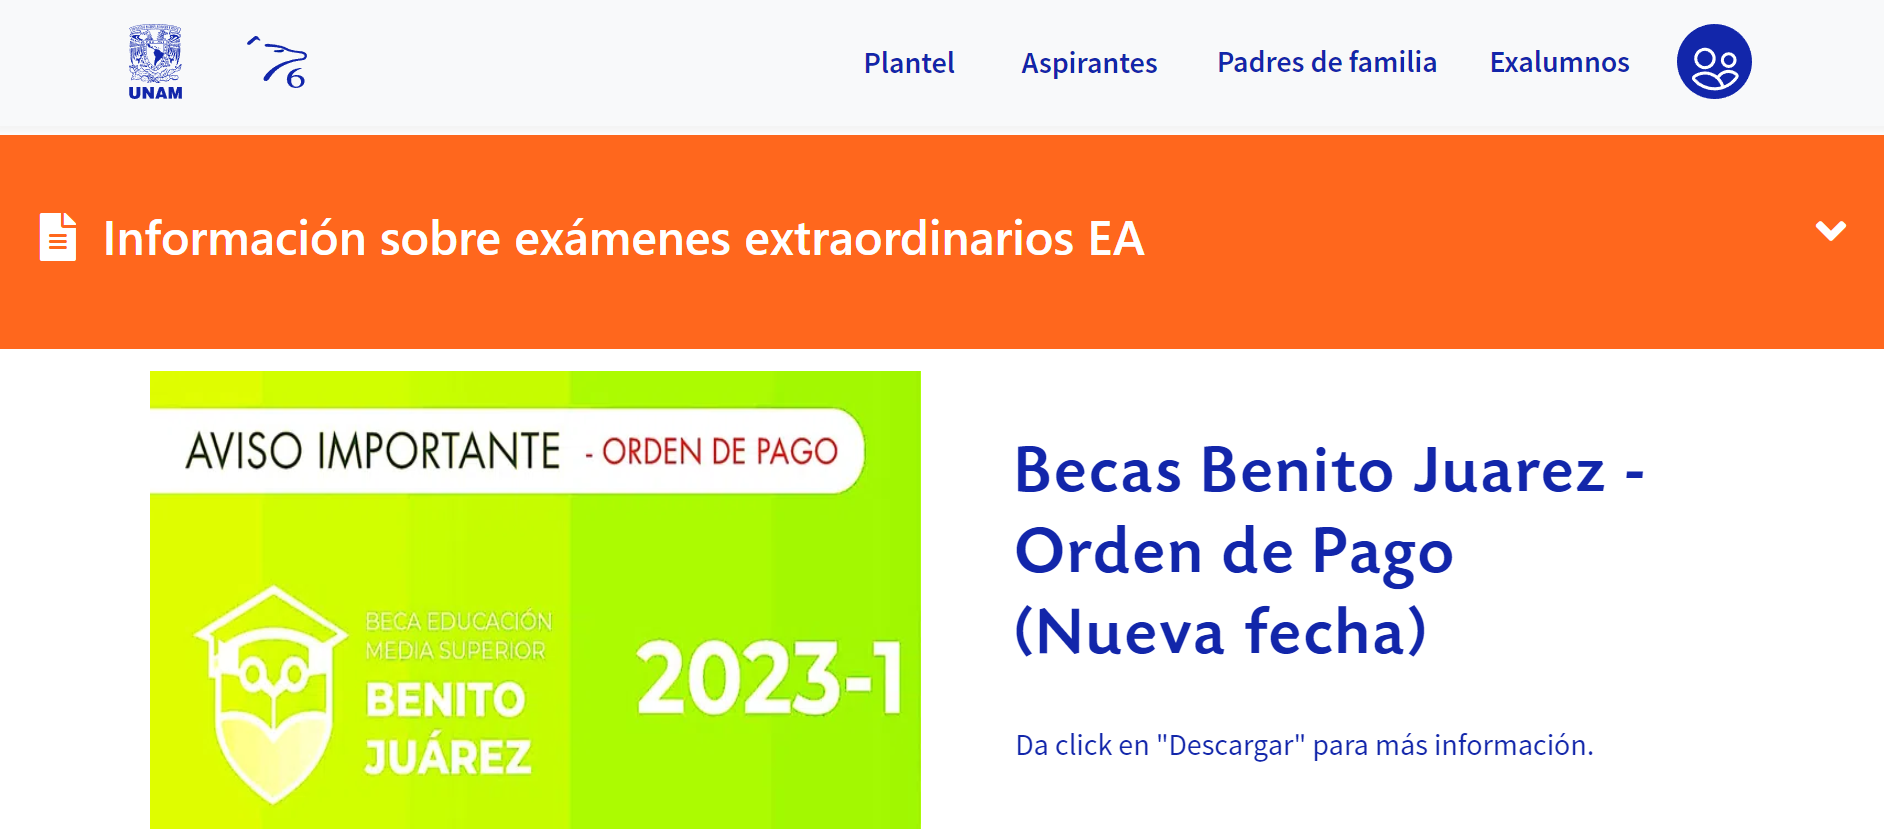 UNAM
6
Plantel
Aspirantes
Padres de familia
Exalumnos
Información sobre exámenes extraordinarios EA
AVISO IMPORTANTE - ORDEN DE PAGO
BECA EDUCACIÓN
MEDIA SUPERIOR
BENITO
JUÁREZ
2023-1
Becas Benito Juarez -
Orden de Pago
(Nueva fecha)
Da click en "Descargar" para más información.